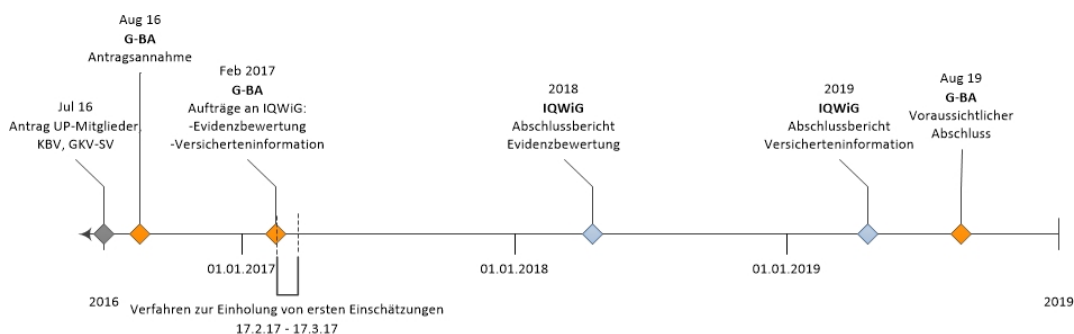 Aug 16
G-BA
Antragsannahme
Jul 16
Antrag UP-Mitglieder,
KBV, GKV-SV
Feb 2017
G-BA
Aufträge an IQWiG:
-Evidenzbewertung
-Versicherteninformation
2018
IQWiG
Abschlussbericht
Evidenzbewertung
2019
IQWiG
Abschlussbericht
Versicherteninformation
Aug 19
G-BA
Voraussichtlicher
Abschluss
01.01.2017
01.01.2018
01.01.2019
2016
2019
Verfahren zur Einholung von ersten Einschätzungen
17.2.17 - 17.3.17